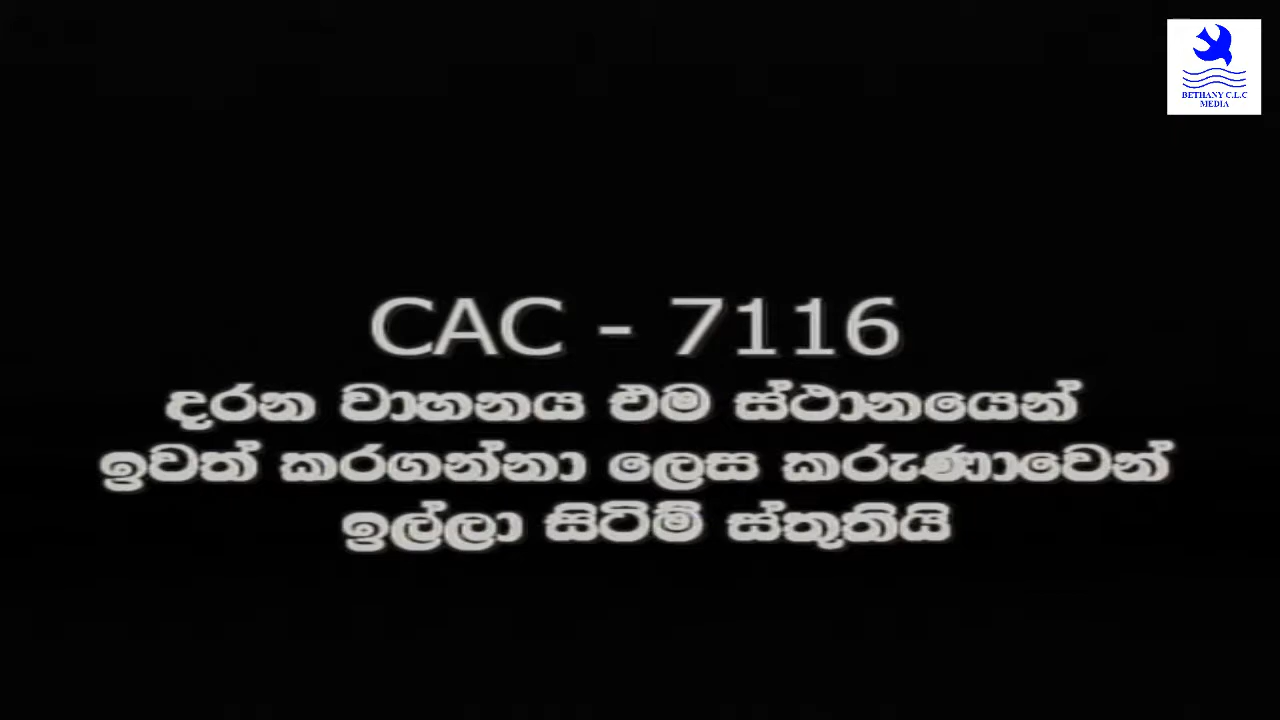 BETHANY C.L.C
MEDIA
CAC - 7116
දරන වාහනය එම ස්ථානයෙන්
ඉවත් කරගන්නා ලෙස කරුණාවෙන්
ඉල්ලා සිටිම් ස්තුතියි